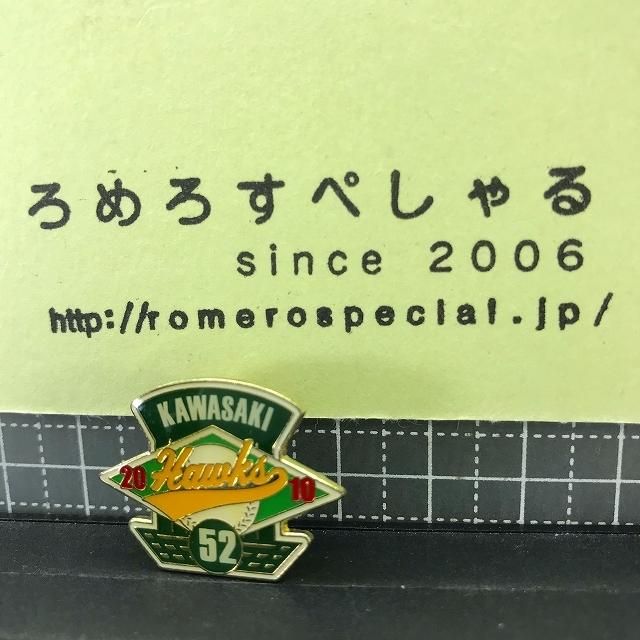 ろめろすぺしゃる
since 2006
http://romerospecial.jp/
KAWASAKI
Hawks
20 10
52